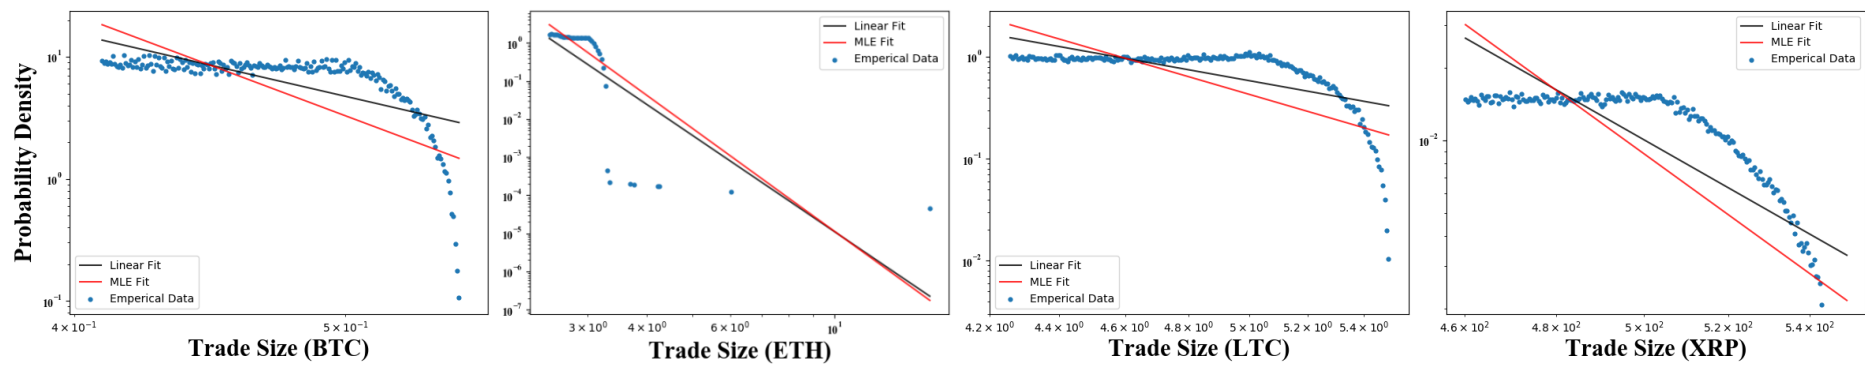 Probability Density
10¹
10⁰
10⁻¹
4 × 10⁻¹
5 × 10⁻¹
Linear Fit
MLE Fit
Emperical Data
Trade Size (BTC)
10⁰
10⁻¹
10⁻²
10⁻³
10⁻⁴
10⁻⁵
10⁻⁶
10⁻⁷
3 × 10⁰
4 × 10⁰
6 × 10⁰
10¹
Linear Fit
MLE Fit
Emperical Data
Trade Size (ETH)
10⁰
10⁻¹
10⁻²
4.2 × 10⁰
4.4 × 10⁰
4.6 × 10⁰
4.8 × 10⁰
5 × 10⁰
5.2 × 10⁰
5.4 × 10⁰
Linear Fit
MLE Fit
Emperical Data
Trade Size (LTC)
10⁻²
4.6 × 10²
4.8 × 10²
5 × 10²
5.2 × 10²
5.4 × 10²
Linear Fit
MLE Fit
Emperical Data
Trade Size (XRP)